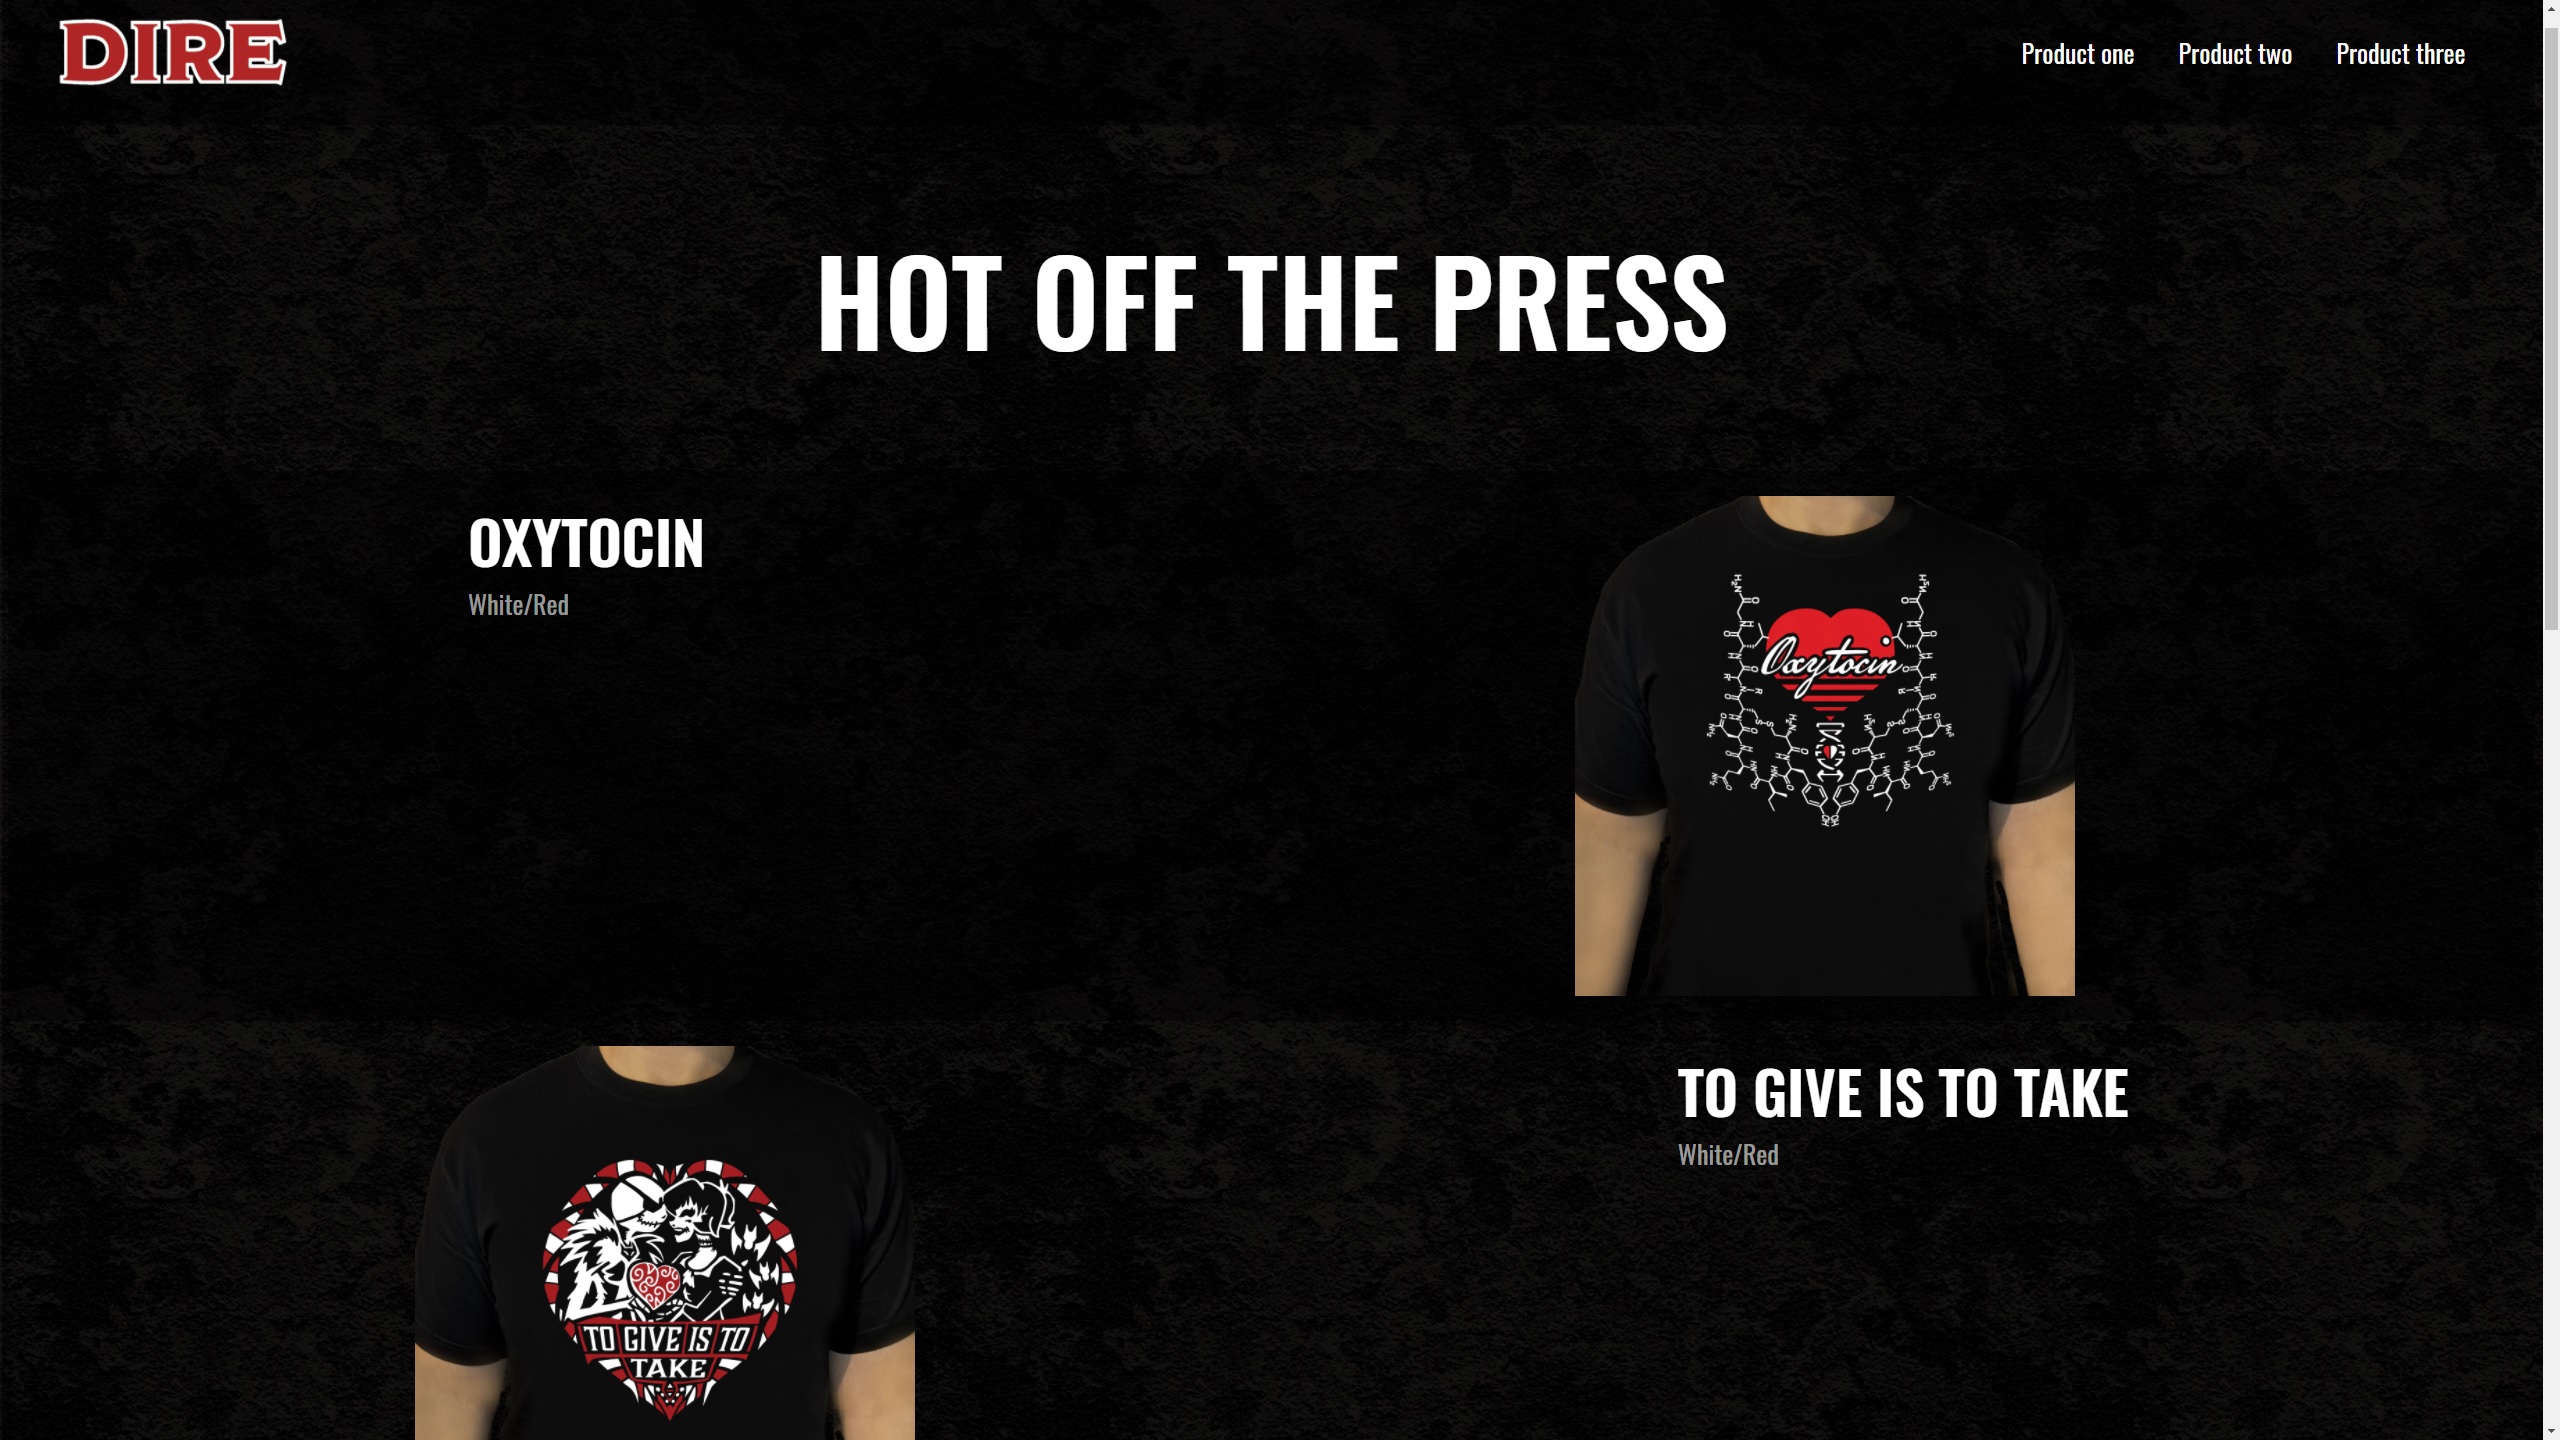 DIRE
Product one Product two Product three
HOT OFF THE PRESS
OXYTOCIN
White/Red
Oxytocin
TO GIVE IS TO TAKE
White/Red
TO GIVE IS TO
TAKE